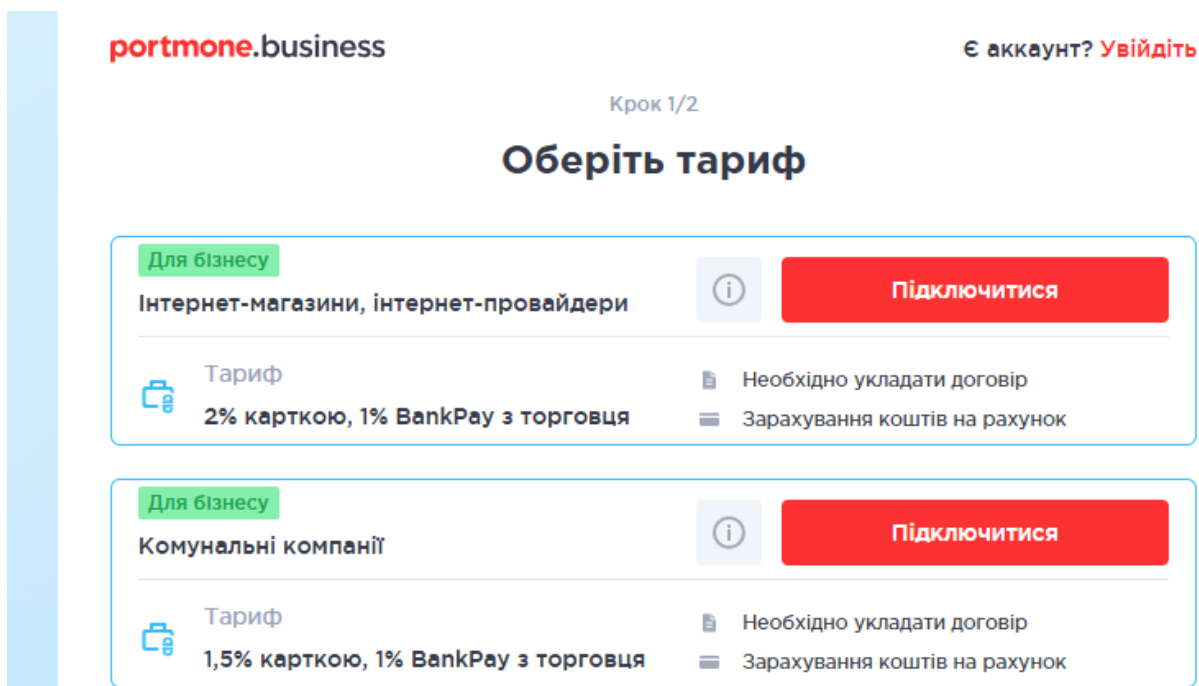 portmone.business
Є аккаунт? Увійдіть
Крок 1/2
Оберіть тариф
Для бізнесу
Інтернет-магазини, інтернет-провайдери
Підключитися
Тариф
2% карткою, 1% BankPay з торговця
Необхідно укладати договір
Зарахування коштів на рахунок
Для бізнесу
Комунальні компанії
Підключитися
Тариф
1,5% карткою, 1% BankPay з торговця
Необхідно укладати договір
Зарахування коштів на рахунок